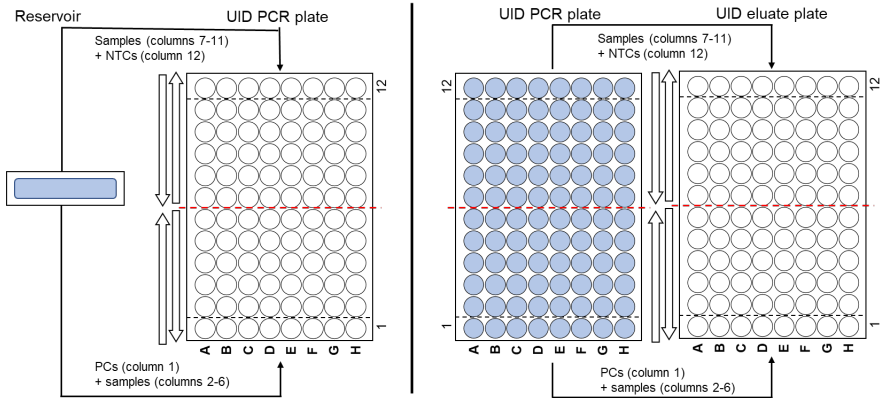 Reservoir
UID PCR plate
Samples (columns 7-11)
+ NTCs (column 12)
12
1
A B C D E F G H
PCs (column 1)
+ samples (columns 2-6)
UID PCR plate
UID eluate plate
Samples (columns 7-11)
+ NTCs (column 12)
12
12
1
1
A B C D E F G H
A B C D E F G H
PCs (column 1)
+ samples (columns 2-6)